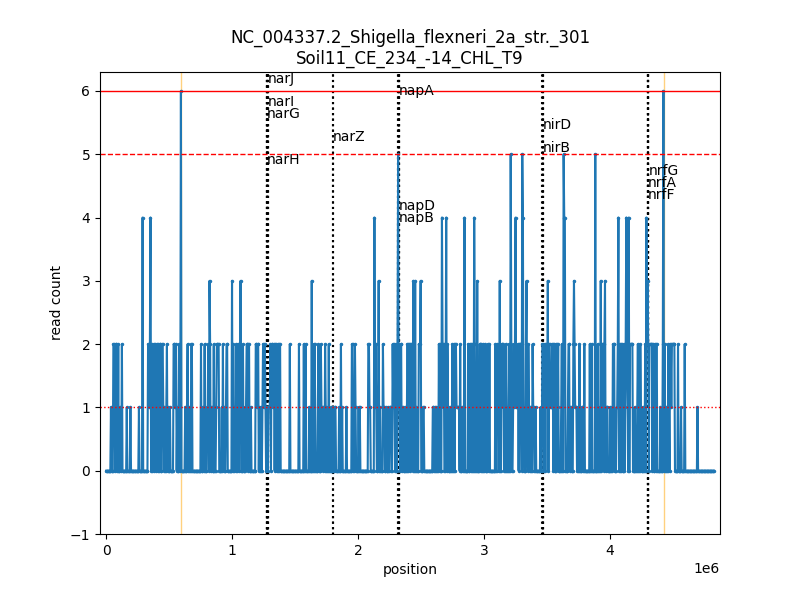 NC_004337.2_Shigella_flexneri_2a_str._301
Soil11_CE_234_-14_CHL_T9
narJ
narI
narG
narH
narZ
napA
napD
napB
nirD
nirB
nrfG
nrfA
nrfF
read count
6
5
4
3
2
1
0
−1
0
1
2
3
4
1e6
position